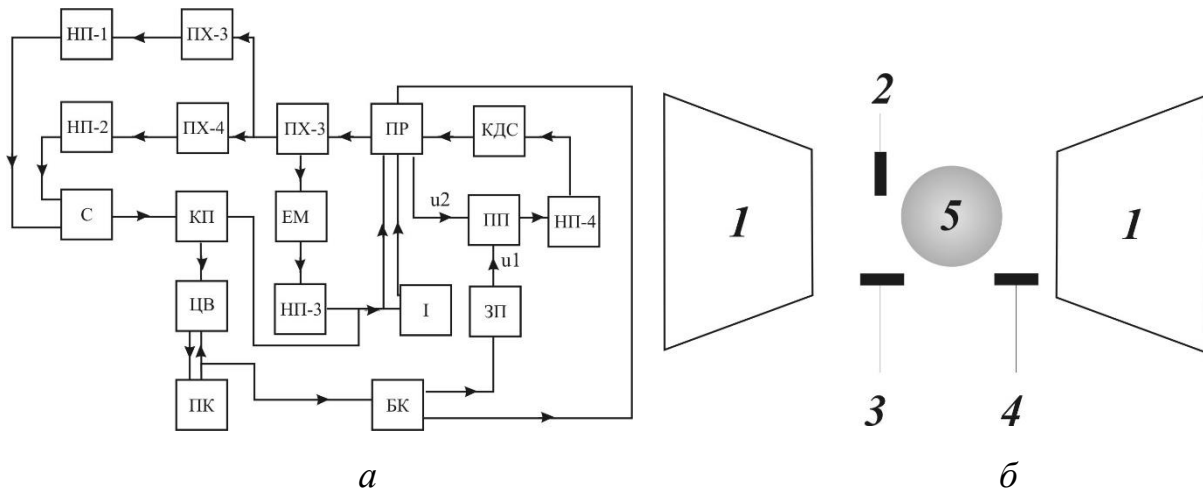 НП-1 ПХ-3
НП-2 ПХ-4 ПХ-3 ПР КДС
С КП ЕМ u2 ПП НП-4
u1
ЦВ НП-3 I ЗП
ПК БК
а
2
1 5 1
3 4
б